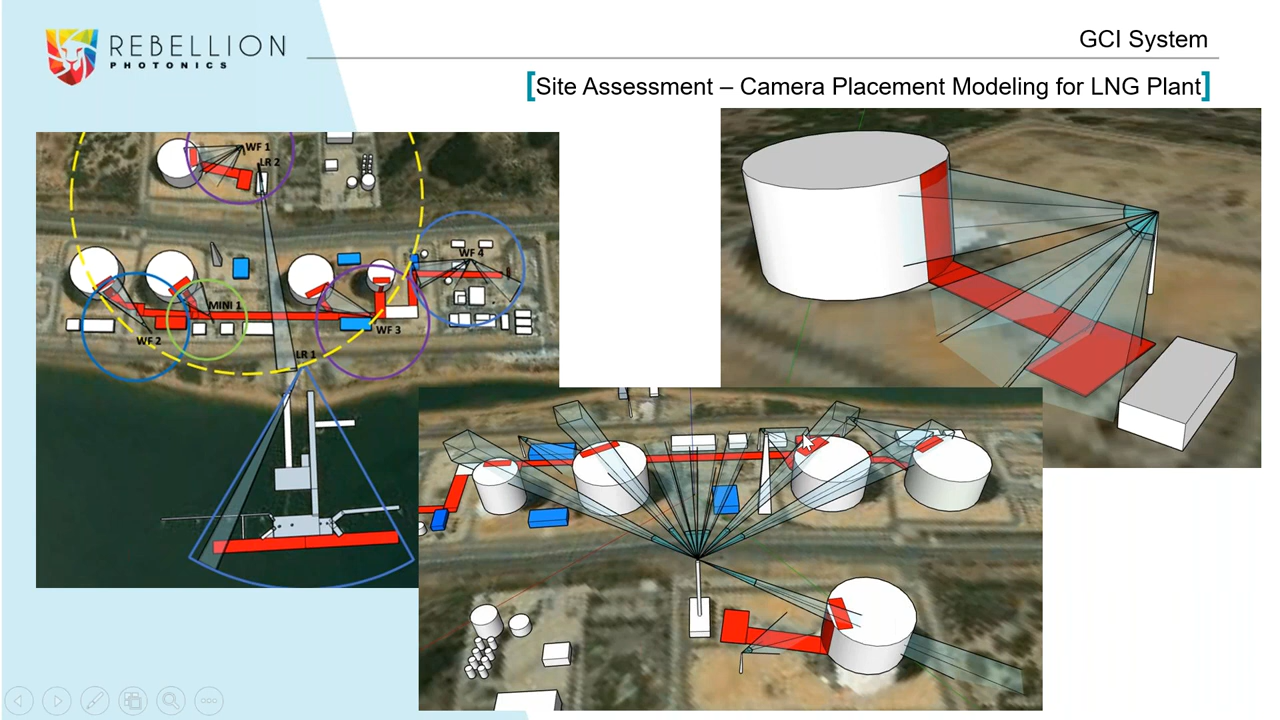 REBELLION
PHOTONICS
GCI System
[Site Assessment – Camera Placement Modeling for LNG Plant]
WF 1
LR 2
WF 4
MINI 1
WF 3
WF 2
LR 1